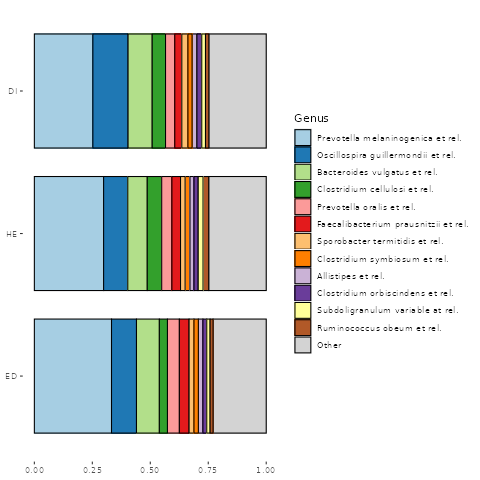 DI
HE
ED
0.00 0.25 0.50 0.75 1.00
Genus
Prevotella melaninogenica et rel.
Oscillospira guillermondii et rel.
Bacteroides vulgatus et rel.
Clostridium cellulosi et rel.
Prevotella oralis et rel.
Faecalibacterium prausnitzii et rel.
Sporobacter termitidis et rel.
Clostridium symbiosum et rel.
Allistipes et rel.
Clostridium orbiscindens et rel.
Subdoligranulum variable at rel.
Ruminococcus obeum et rel.
Other